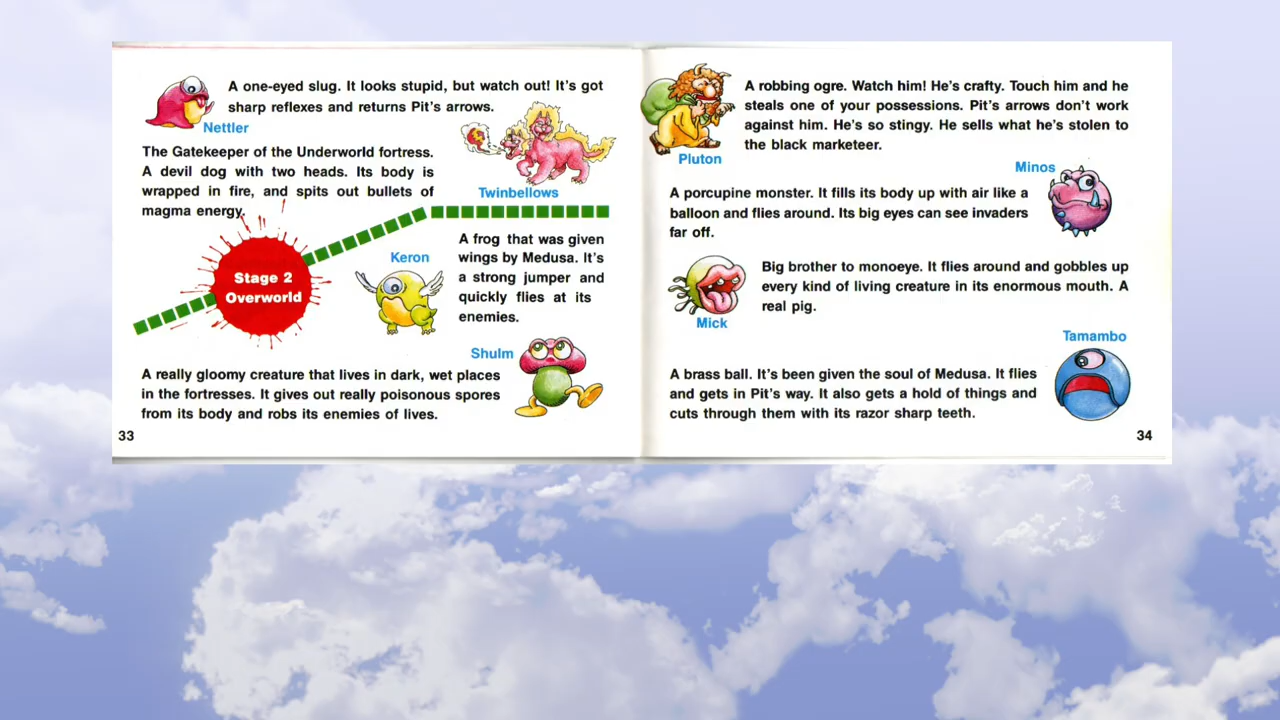 A one-eyed slug. It looks stupid, but watch out! It's got
sharp reflexes and returns Pit's arrows.
Nettler
The Gatekeeper of the Underworld fortress.
A devil dog with two heads. Its body is
wrapped in fire, and spits out bullets of
magma energy.
Twinbellows
Stage 2
Overworld
Keron
A frog that was given
wings by Medusa. It's
a strong jumper and
quickly flies at its
enemies.
Shulm
A really gloomy creature that lives in dark, wet places
in the fortresses. It gives out really poisonous spores
from its body and robs its enemies of lives.
33
A robbing ogre. Watch him! He's crafty. Touch him and he
steals one of your possessions. Pit's arrows don't work
against him. He's so stingy. He sells what he's stolen to
the black marketeer.
Pluton
Minos
A porcupine monster. It fills its body up with air like a
balloon and flies around. Its big eyes can see invaders
far off.
Big brother to monoeye. It flies around and gobbles up
every kind of living creature in its enormous mouth. A
real pig.
Mick
Tamambo
A brass ball. It's been given the soul of Medusa. It flies
and gets in Pit's way. It also gets a hold of things and
cuts through them with its razor sharp teeth.
34